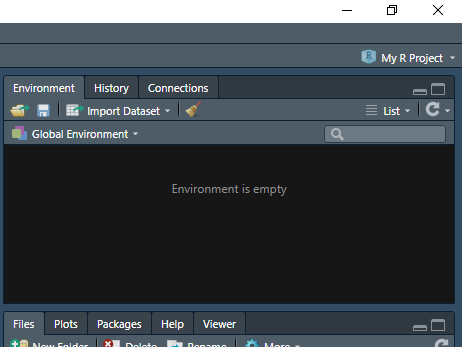 My R Project
Environment History Connections
Import Dataset List
Global Environment
Environment is empty
Files Plots Packages Help Viewer
New Folder Delete Rename More